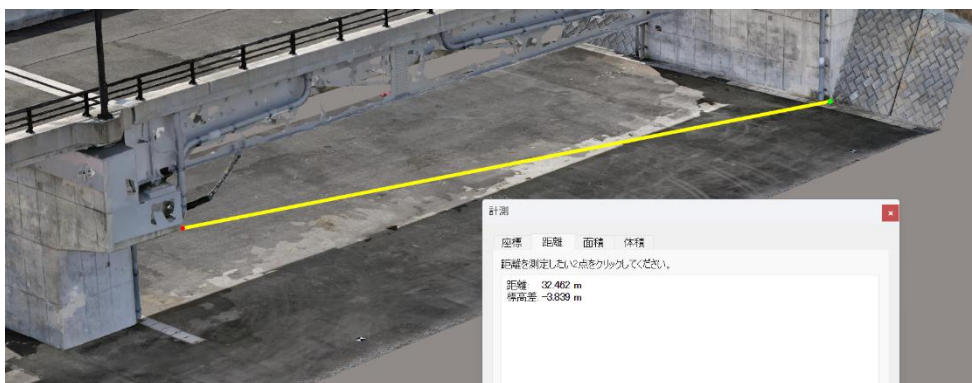 計測
座標 距離 面積 体積
距離を測定したい2点をクリックしてください。
距離: 32.462 m
標高差: -3.839 m